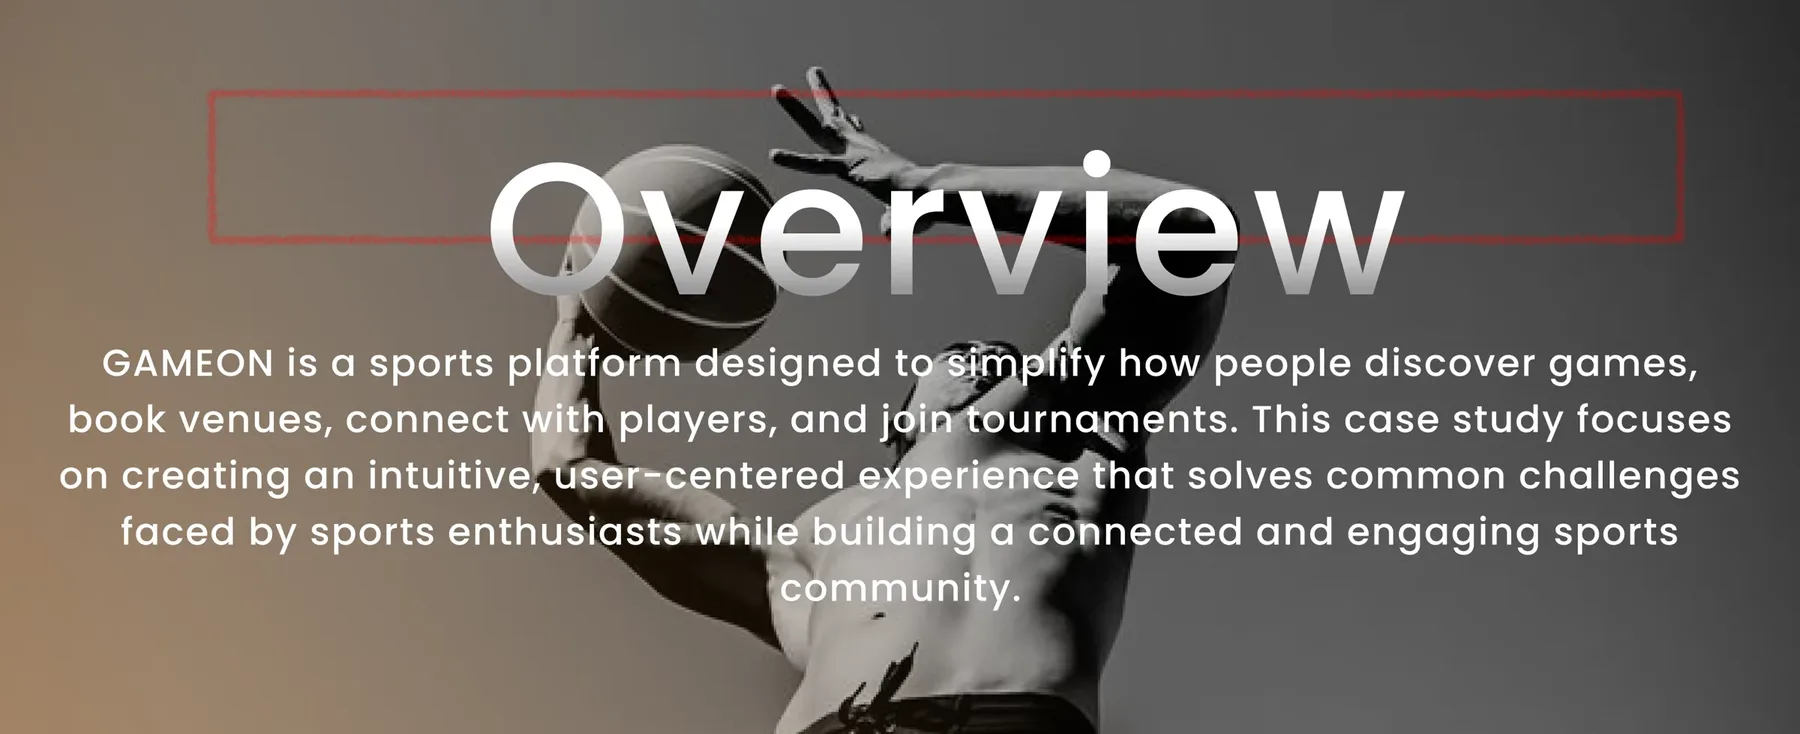 Overview
GAMEON is a sports platform designed to simplify how people discover games,
book venues, connect with players, and join tournaments. This case study focuses
on creating an intuitive, user-centered experience that solves common challenges
faced by sports enthusiasts while building a connected and engaging sports
community.